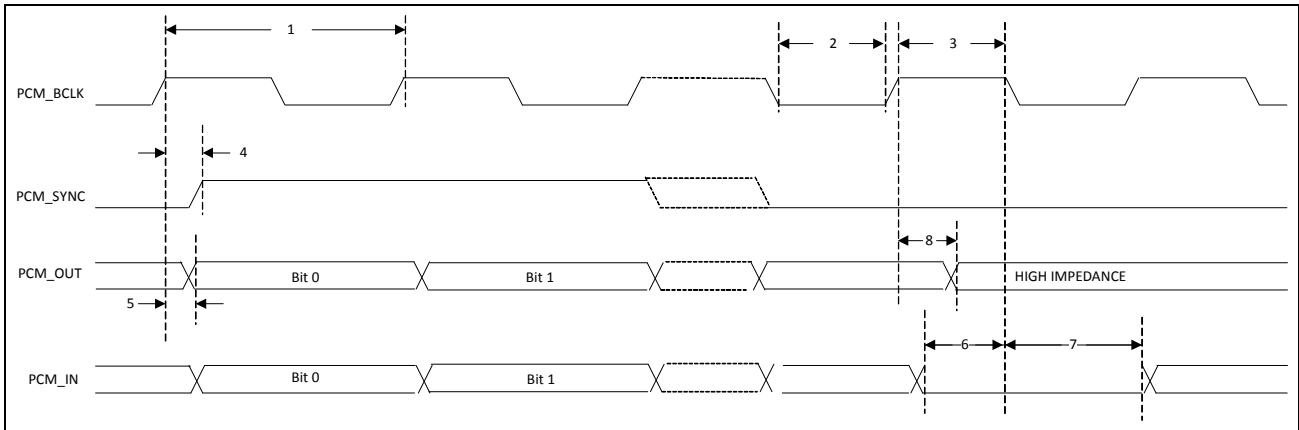 1
2
3
PCM_BCLK
4
PCM_SYNC
8
PCM_OUT
Bit 0
Bit 1
HIGH IMPEDANCE
5
6
7
PCM_IN
Bit 0
Bit 1